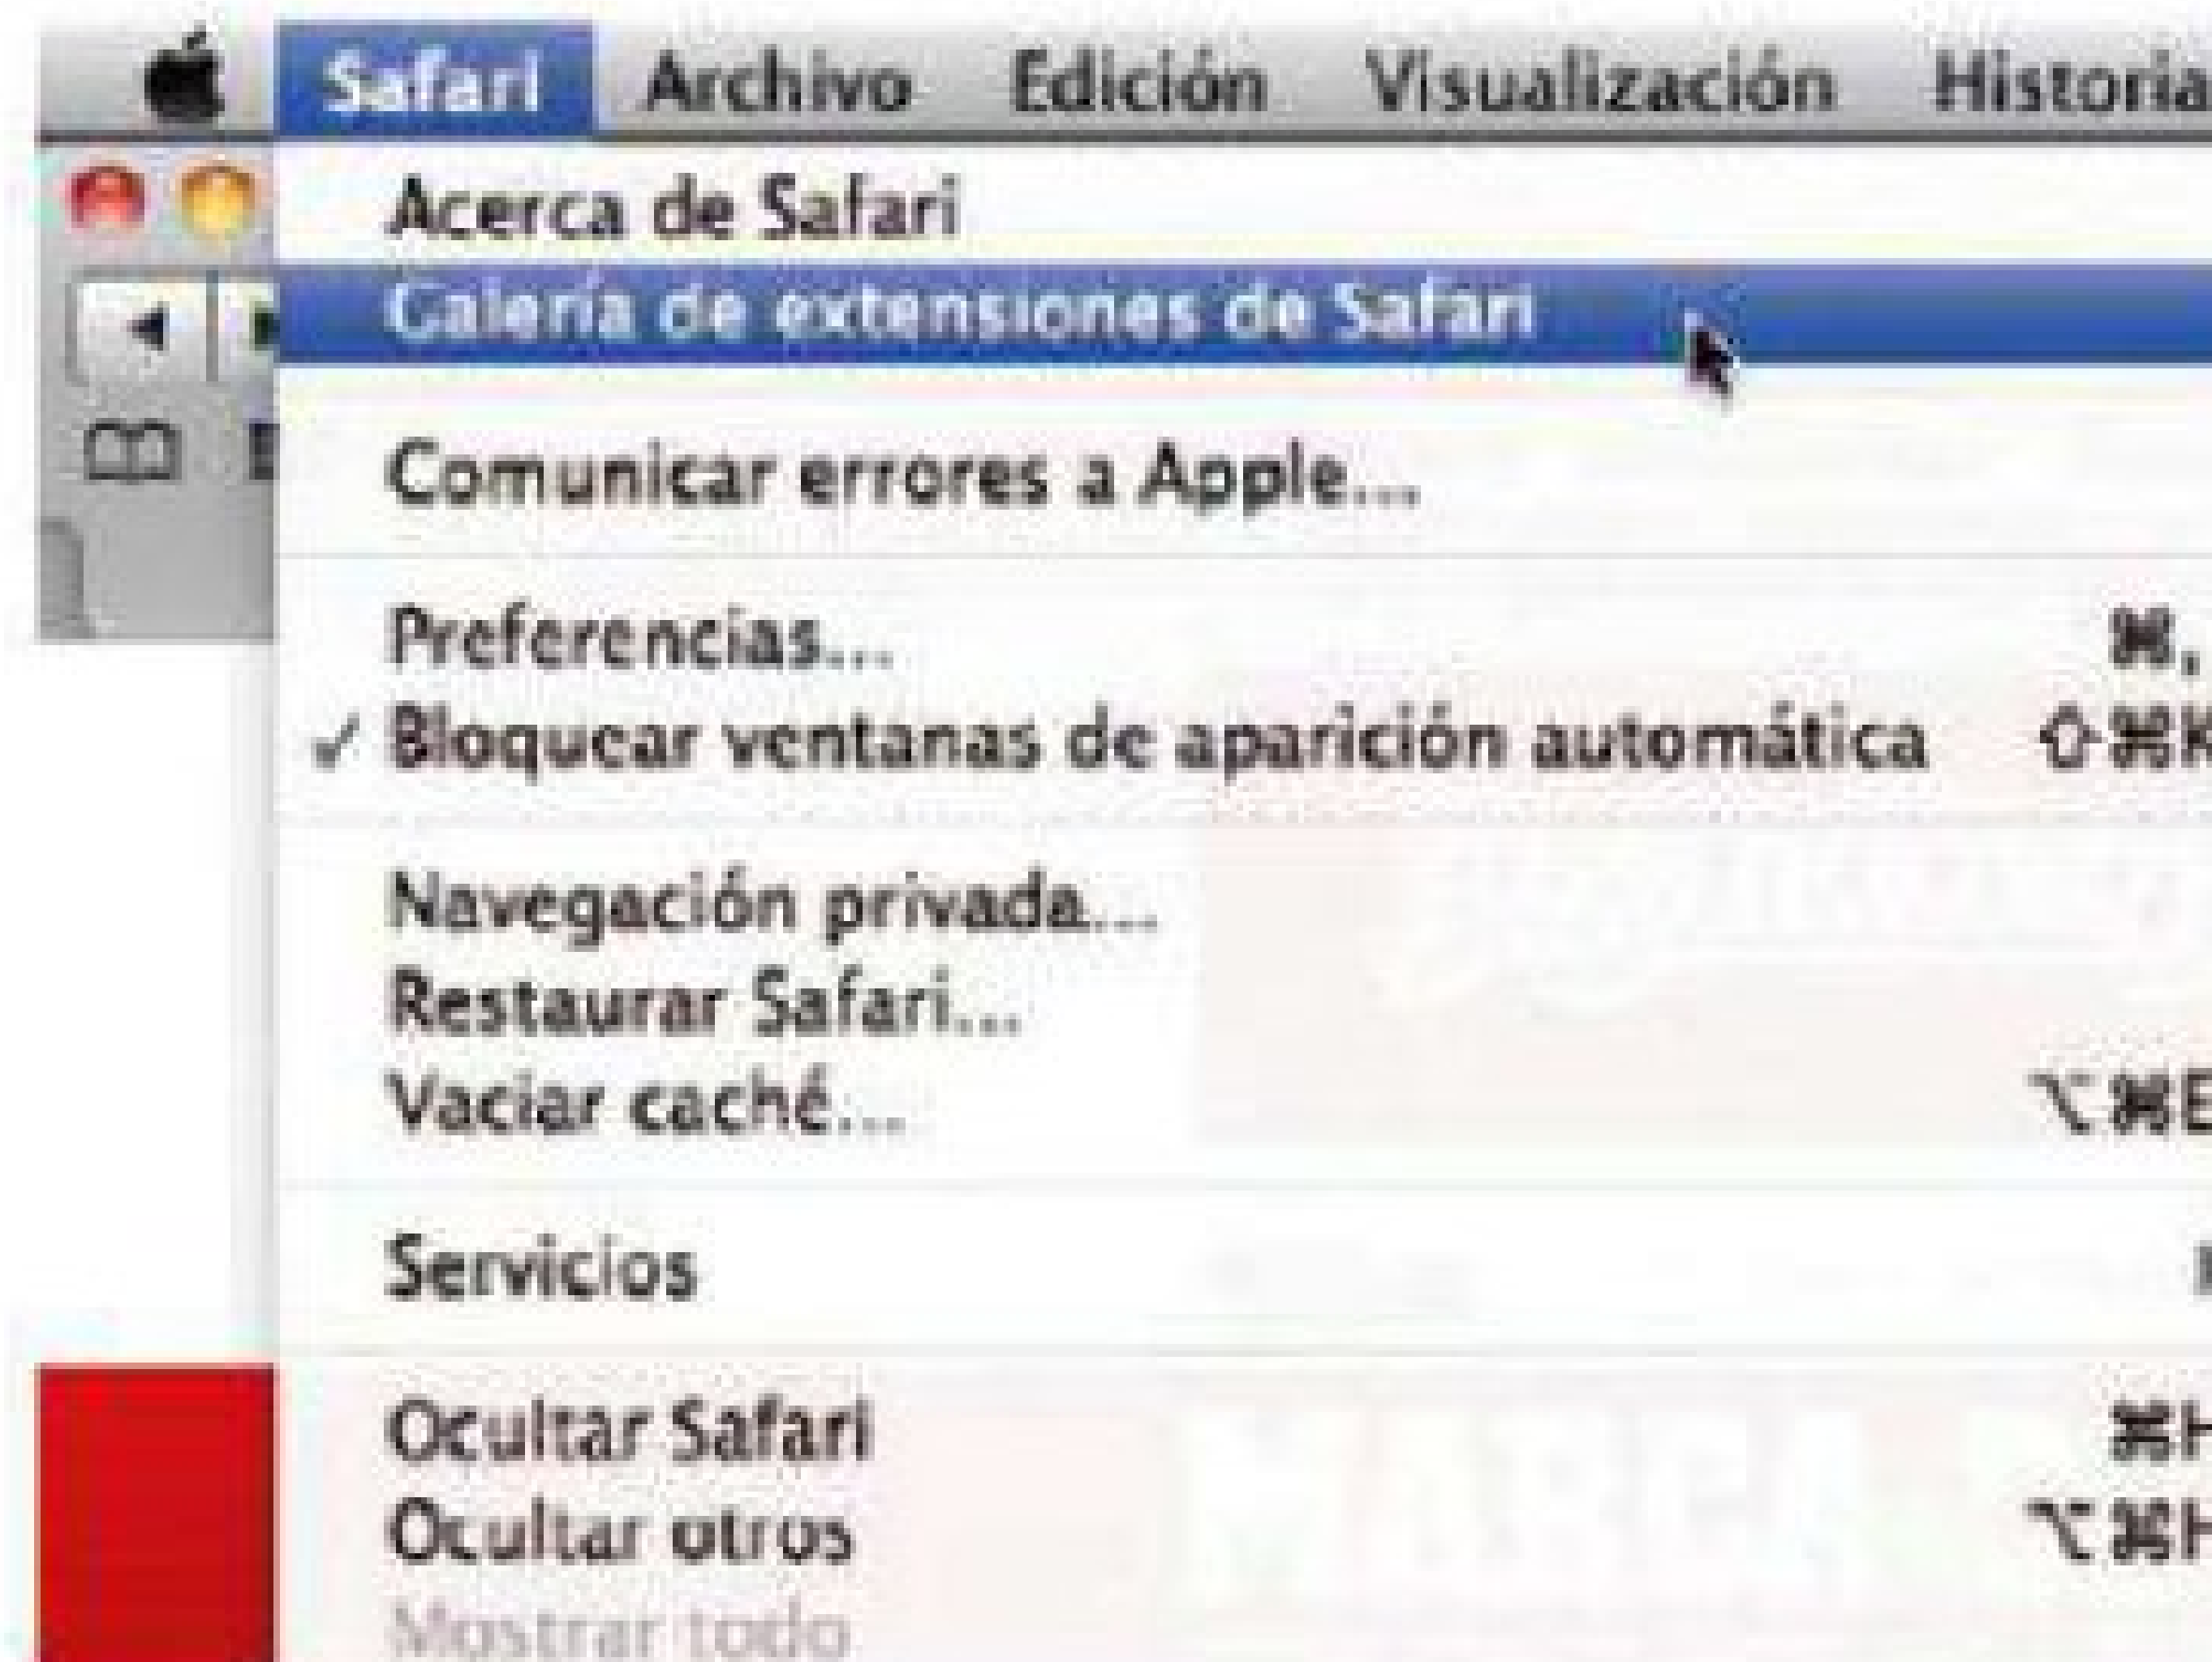 Safari Archivo Edición Visualización Historia
Acerca de Safari
Galería de extensiones de Safari
Comunicar errores a Apple...
Preferencias... ⌘,
✓ Bloquear ventanas de aparición automática ⇧⌘K
Navegación privada...
Restaurar Safari...
Vaciar caché... ⌥⌘E
Servicios
Ocultar Safari ⌘H
Ocultar otros ⌥⌘H
Mostrar todo